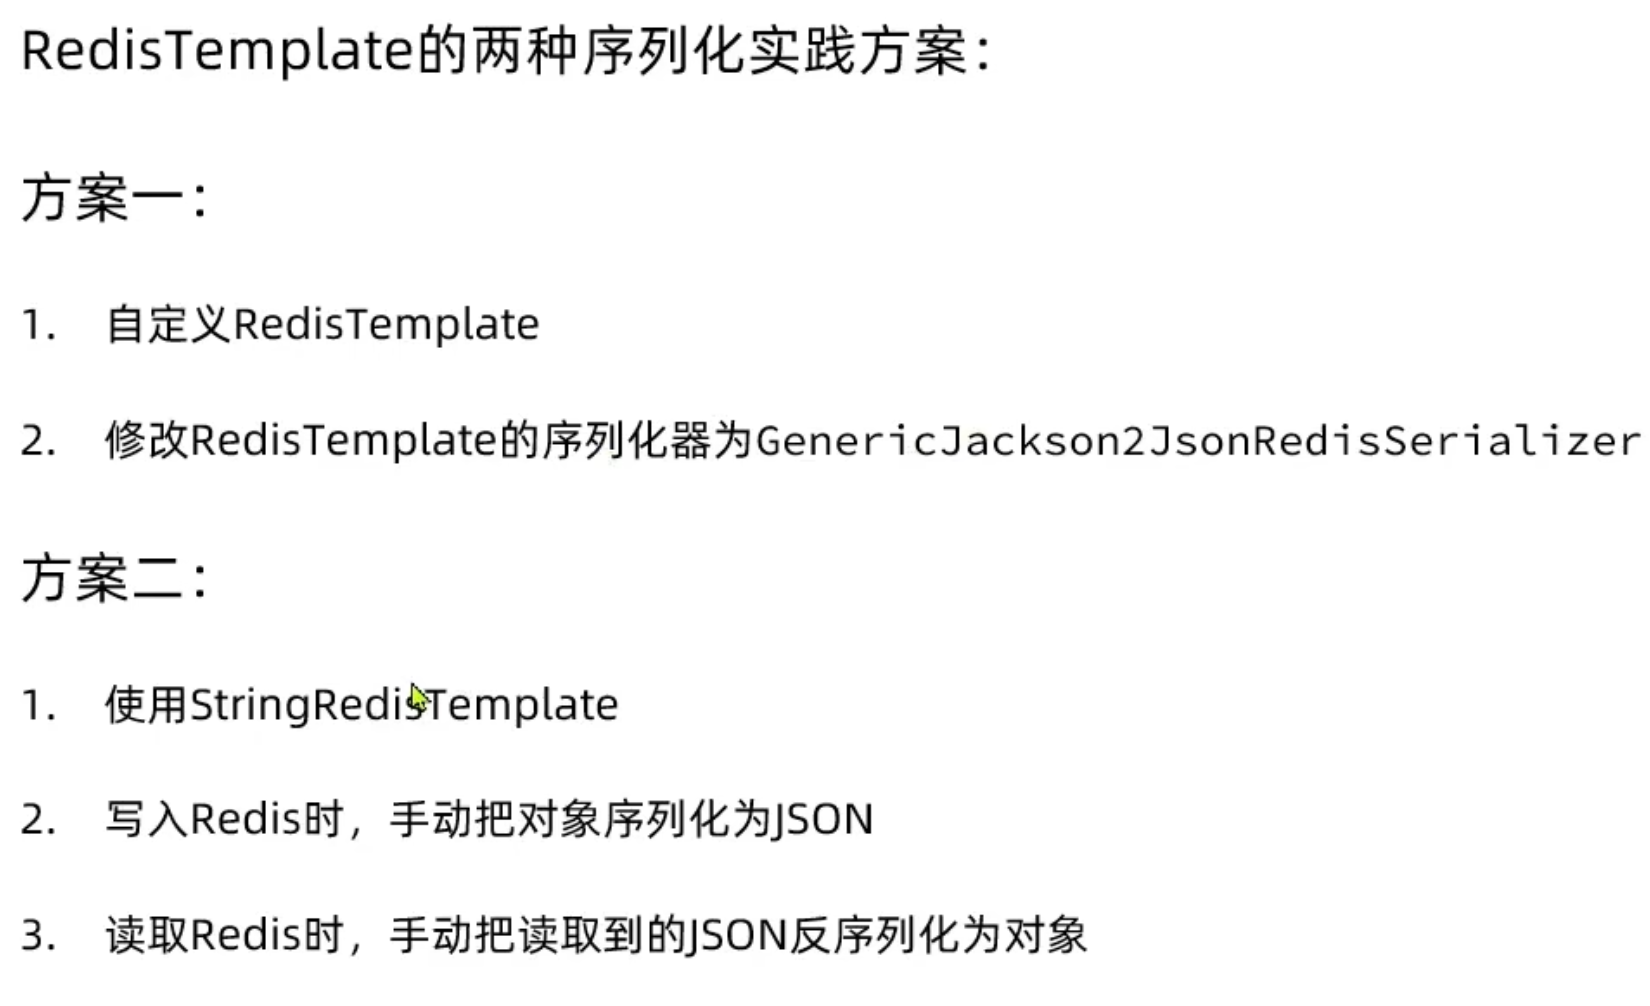 RedisTemplate的两种序列化实践方案：
方案一：
1. 自定义RedisTemplate
2. 修改RedisTemplate的序列化器为GenericJackson2JsonRedisSerializer
方案二：
1. 使用StringRedisTemplate
2. 写入Redis时，手动把对象序列化为JSON
3. 读取Redis时，手动把读取到的JSON反序列化为对象